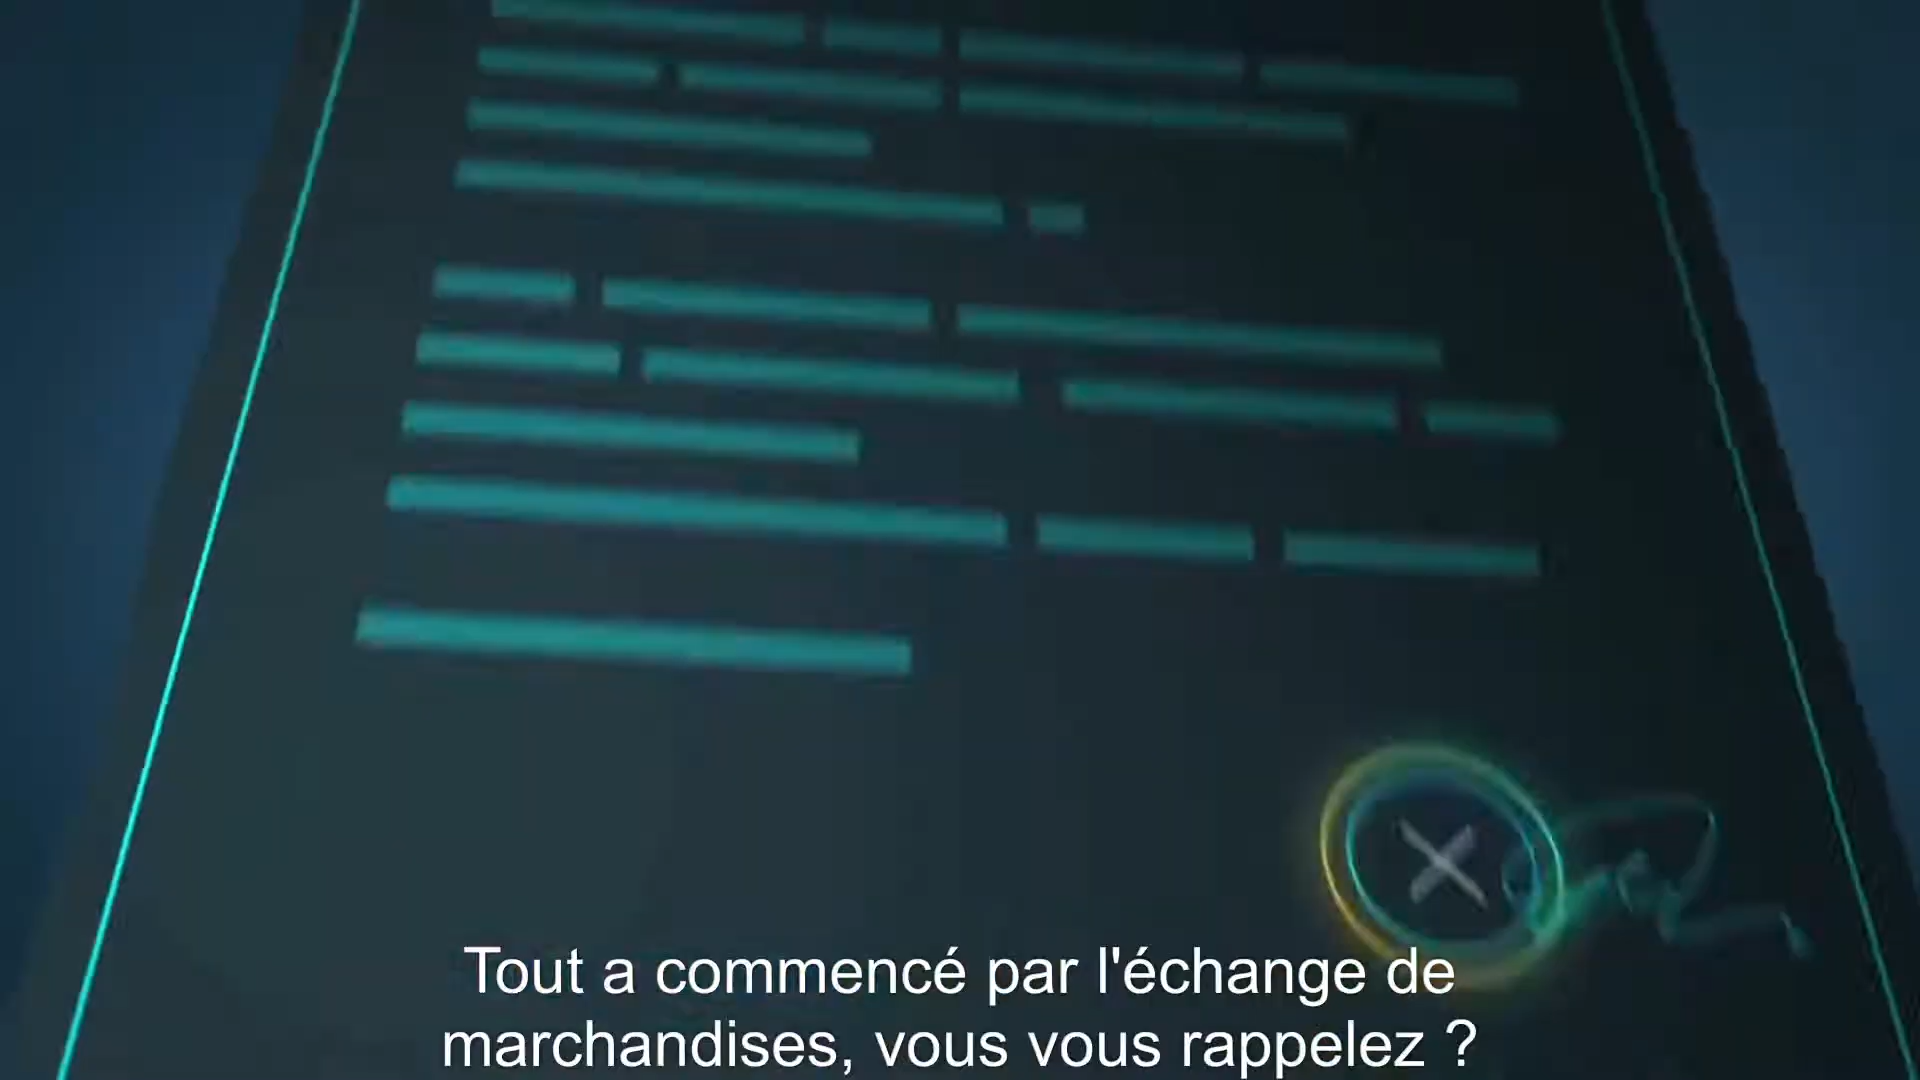 Tout a commencé par l'échange de
marchandises, vous vous rappelez ?